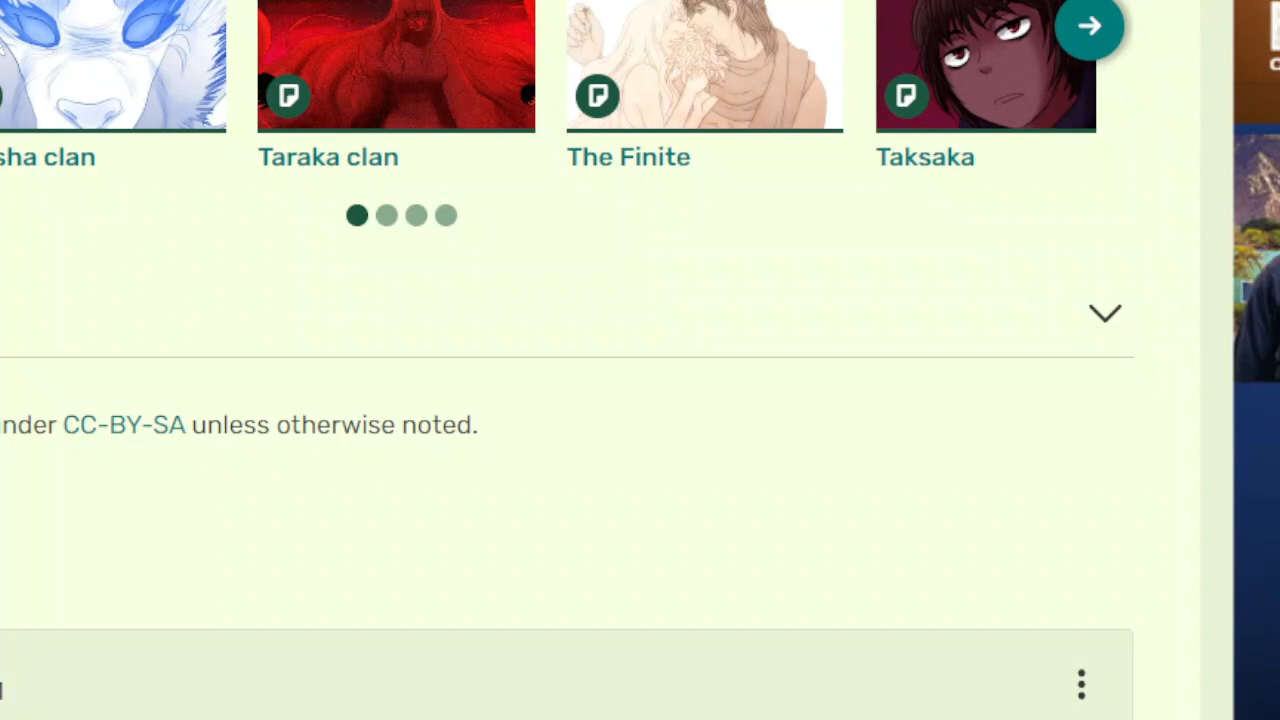 sha clan
Taraka clan
The Finite
Taksaka
nder CC-BY-SA unless otherwise noted.